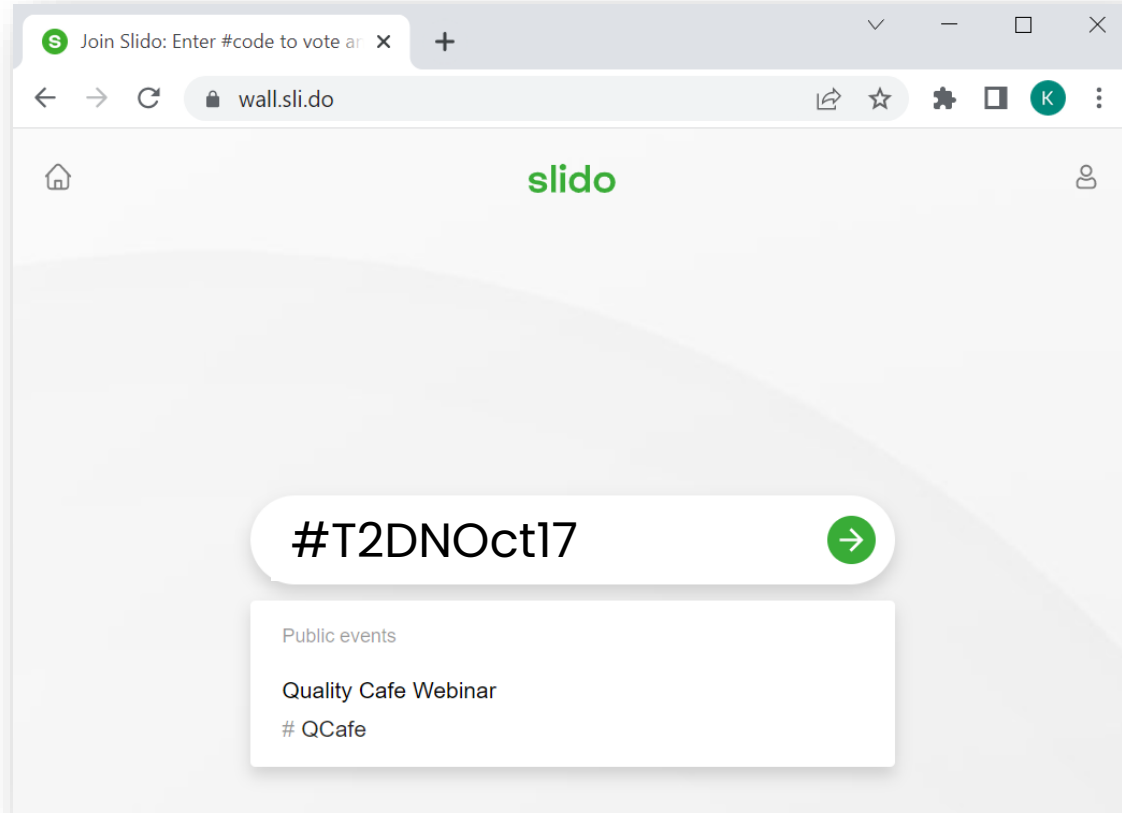 S Join Slido: Enter #code to vote ar
wall.sli.do
K
slido
#T2DNOct17
Public events
Quality Cafe Webinar
# QCafe